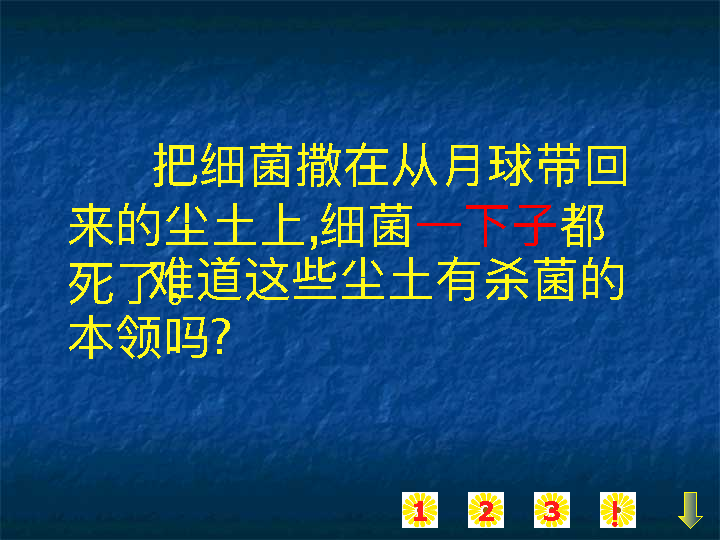 把细菌撒在从月球带回
来的尘土上,细菌一下子都
死了。
难道这些尘土有杀菌的
本领吗?
1 2 3 !